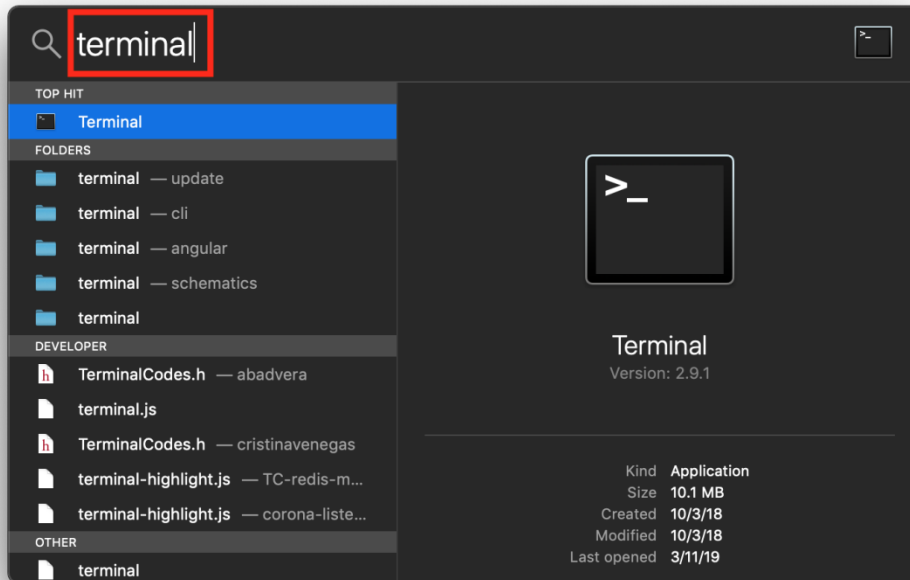 terminal
TOP HIT
Terminal
FOLDERS
terminal — update
terminal — cli
terminal — angular
terminal — schematics
terminal
DEVELOPER
TerminalCodes.h — abadvera
terminal.js
TerminalCodes.h — cristinavenegas
terminal-highlight.js — TC-redis-m...
terminal-highlight.js — corona-liste...
OTHER
terminal
>_
Terminal
Version: 2.9.1
Kind Application
Size 10.1 MB
Created 10/3/18
Modified 10/3/18
Last opened 3/11/19